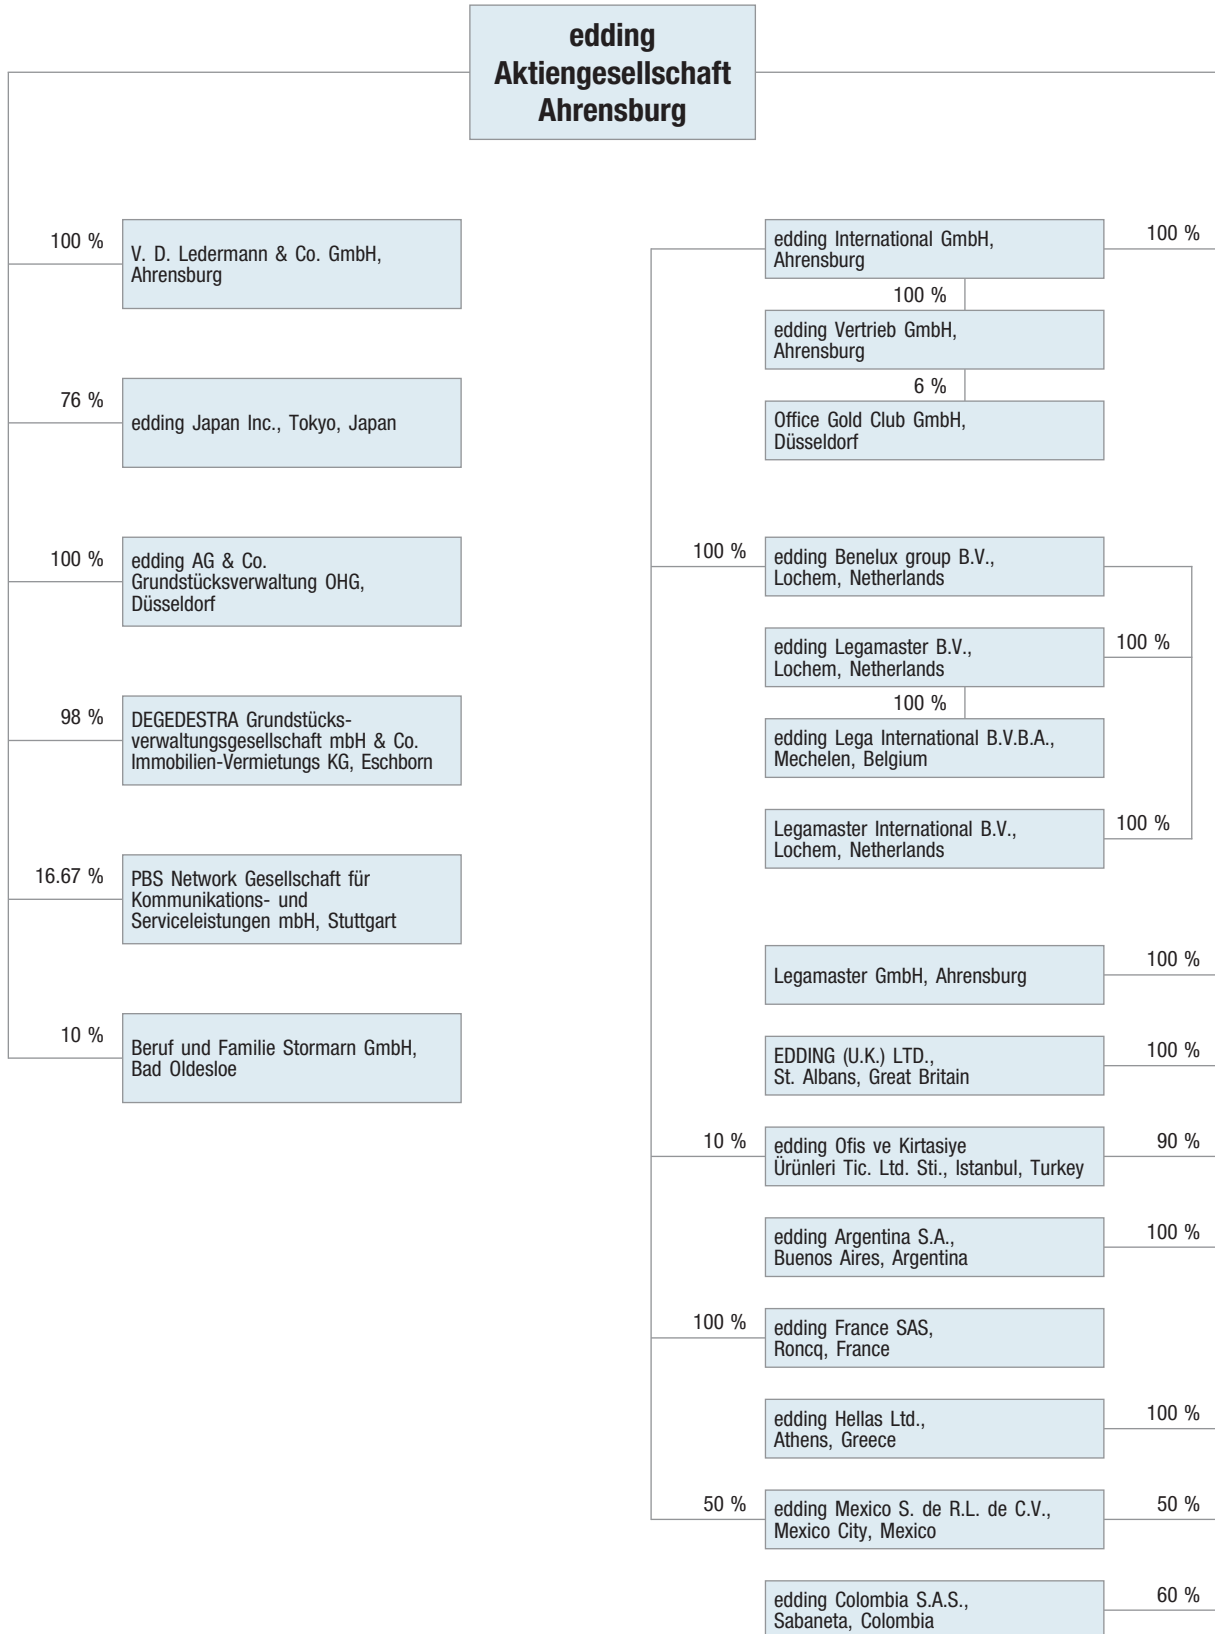 edding
Aktiengesellschaft
Ahrensburg
100 %
V. D. Ledermann & Co. GmbH,
Ahrensburg
76 %
edding Japan Inc., Tokyo, Japan
100 %
edding AG & Co.
Grundstücksverwaltung OHG,
Düsseldorf
98 %
DEGEDESTRA Grundstücks-
verwaltungsgesellschaft mbH & Co.
Immobilien-Vermietungs KG, Eschborn
16.67 %
PBS Network Gesellschaft für
Kommunikations- und
Serviceleistungen mbH, Stuttgart
10 %
Beruf und Familie Stormarn GmbH,
Bad Oldesloe
edding International GmbH,
Ahrensburg
100 %
100 %
edding Vertrieb GmbH,
Ahrensburg
6 %
Office Gold Club GmbH,
Düsseldorf
100 %
edding Benelux group B.V.,
Lochem, Netherlands
edding Legamaster B.V.,
Lochem, Netherlands
100 %
100 %
edding Lega International B.V.B.A.,
Mechelen, Belgium
Legamaster International B.V.,
Lochem, Netherlands
100 %
Legamaster GmbH, Ahrensburg
100 %
EDDING (U.K.) LTD.,
St. Albans, Great Britain
100 %
10 %
edding Ofis ve Kirtasiye
Ürünleri Tic. Ltd. Sti., Istanbul, Turkey
90 %
edding Argentina S.A.,
Buenos Aires, Argentina
100 %
100 %
edding France SAS,
Roncq, France
edding Hellas Ltd.,
Athens, Greece
100 %
50 %
edding Mexico S. de R.L. de C.V.,
Mexico City, Mexico
50 %
edding Colombia S.A.S.,
Sabaneta, Colombia
60 %